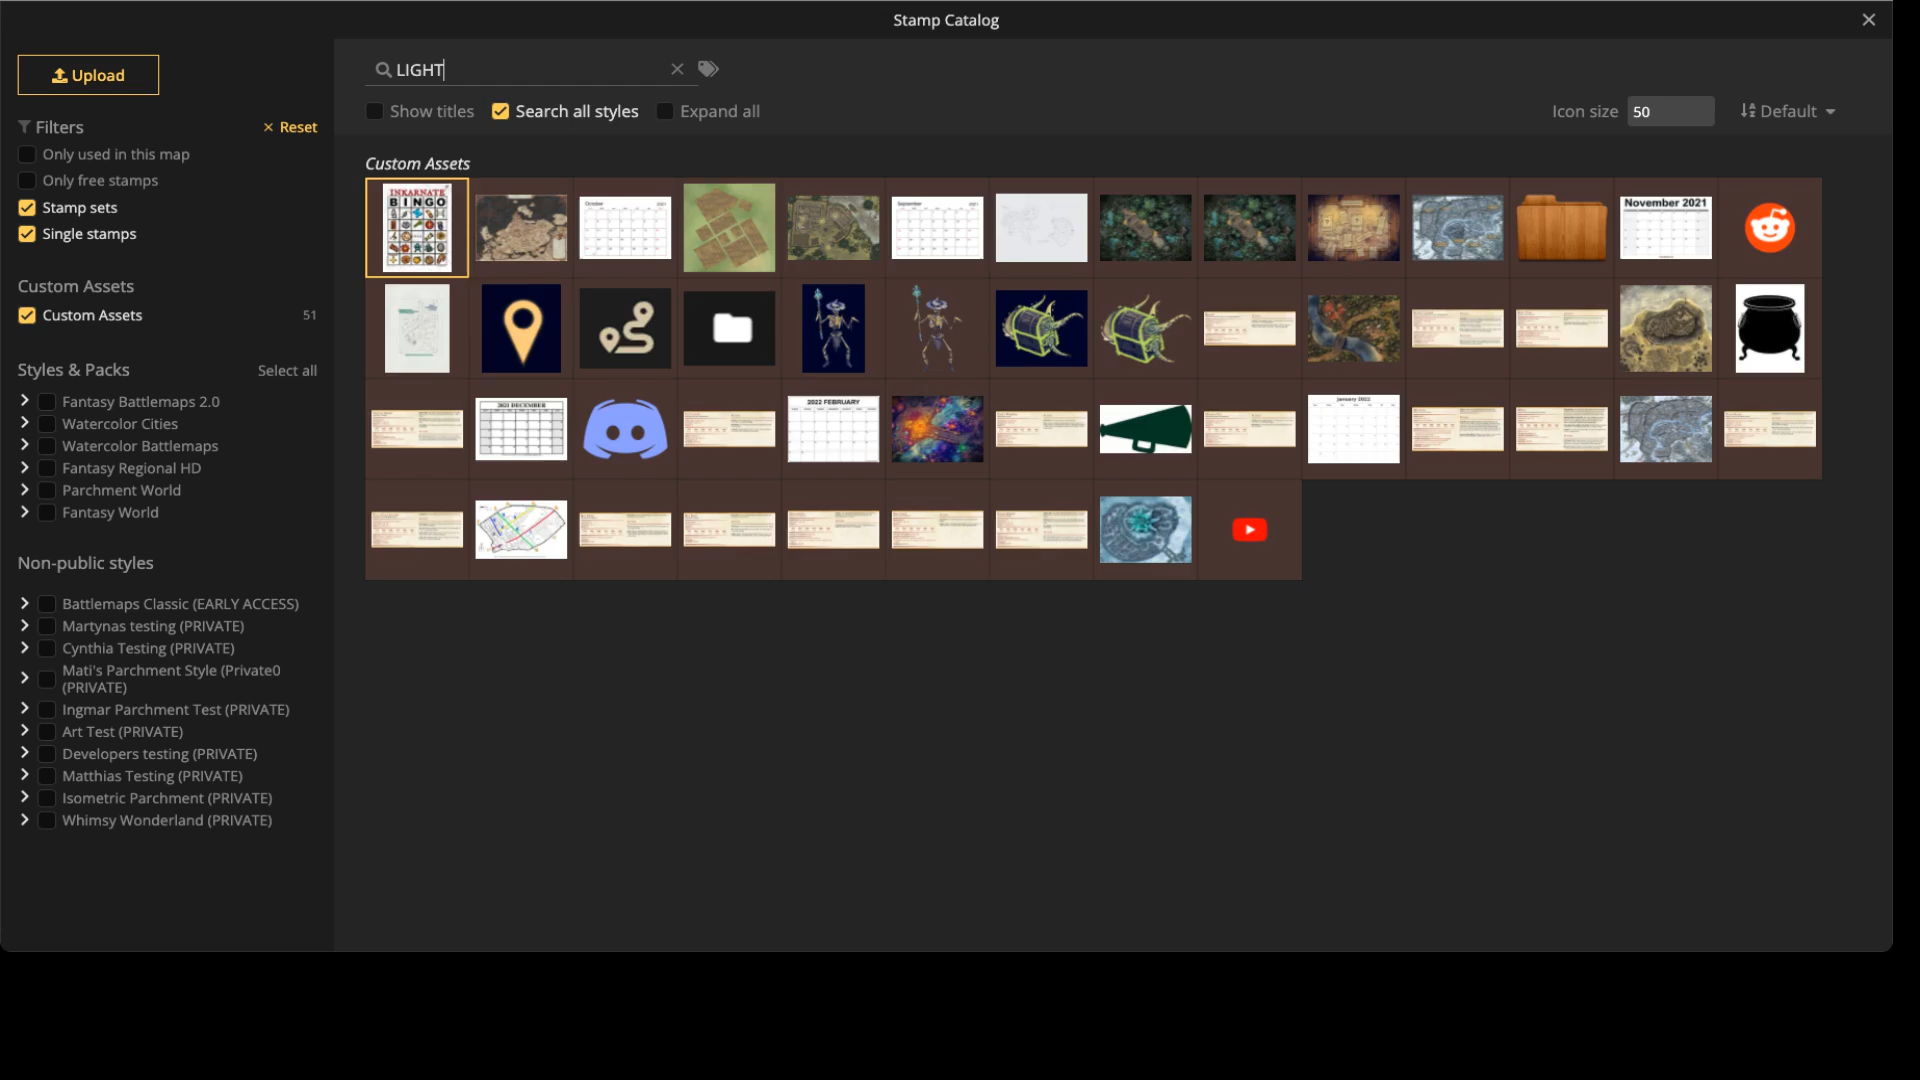 Stamp Catalog
Upload
LIGHT
Show titles
Search all styles
Expand all
Icon size
50
Default
Filters
Reset
Only used in this map
Only free stamps
Stamp sets
Single stamps
Custom Assets
Custom Assets
51
Styles & Packs
Select all
Fantasy Battlemaps 2.0
Watercolor Cities
Watercolor Battlemaps
Fantasy Regional HD
Parchment World
Fantasy World
Non-public styles
Battlemaps Classic (EARLY ACCESS)
Martynas testing (PRIVATE)
Cynthia Testing (PRIVATE)
Mati's Parchment Style (Private0
(PRIVATE)
Ingmar Parchment Test (PRIVATE)
Art Test (PRIVATE)
Developers testing (PRIVATE)
Matthias Testing (PRIVATE)
Isometric Parchment (PRIVATE)
Whimsy Wonderland (PRIVATE)
Custom Assets
INKARNATE
BINGO
October
September
November 2021
2021 DECEMBER
2022 FEBRUARY
January 2022